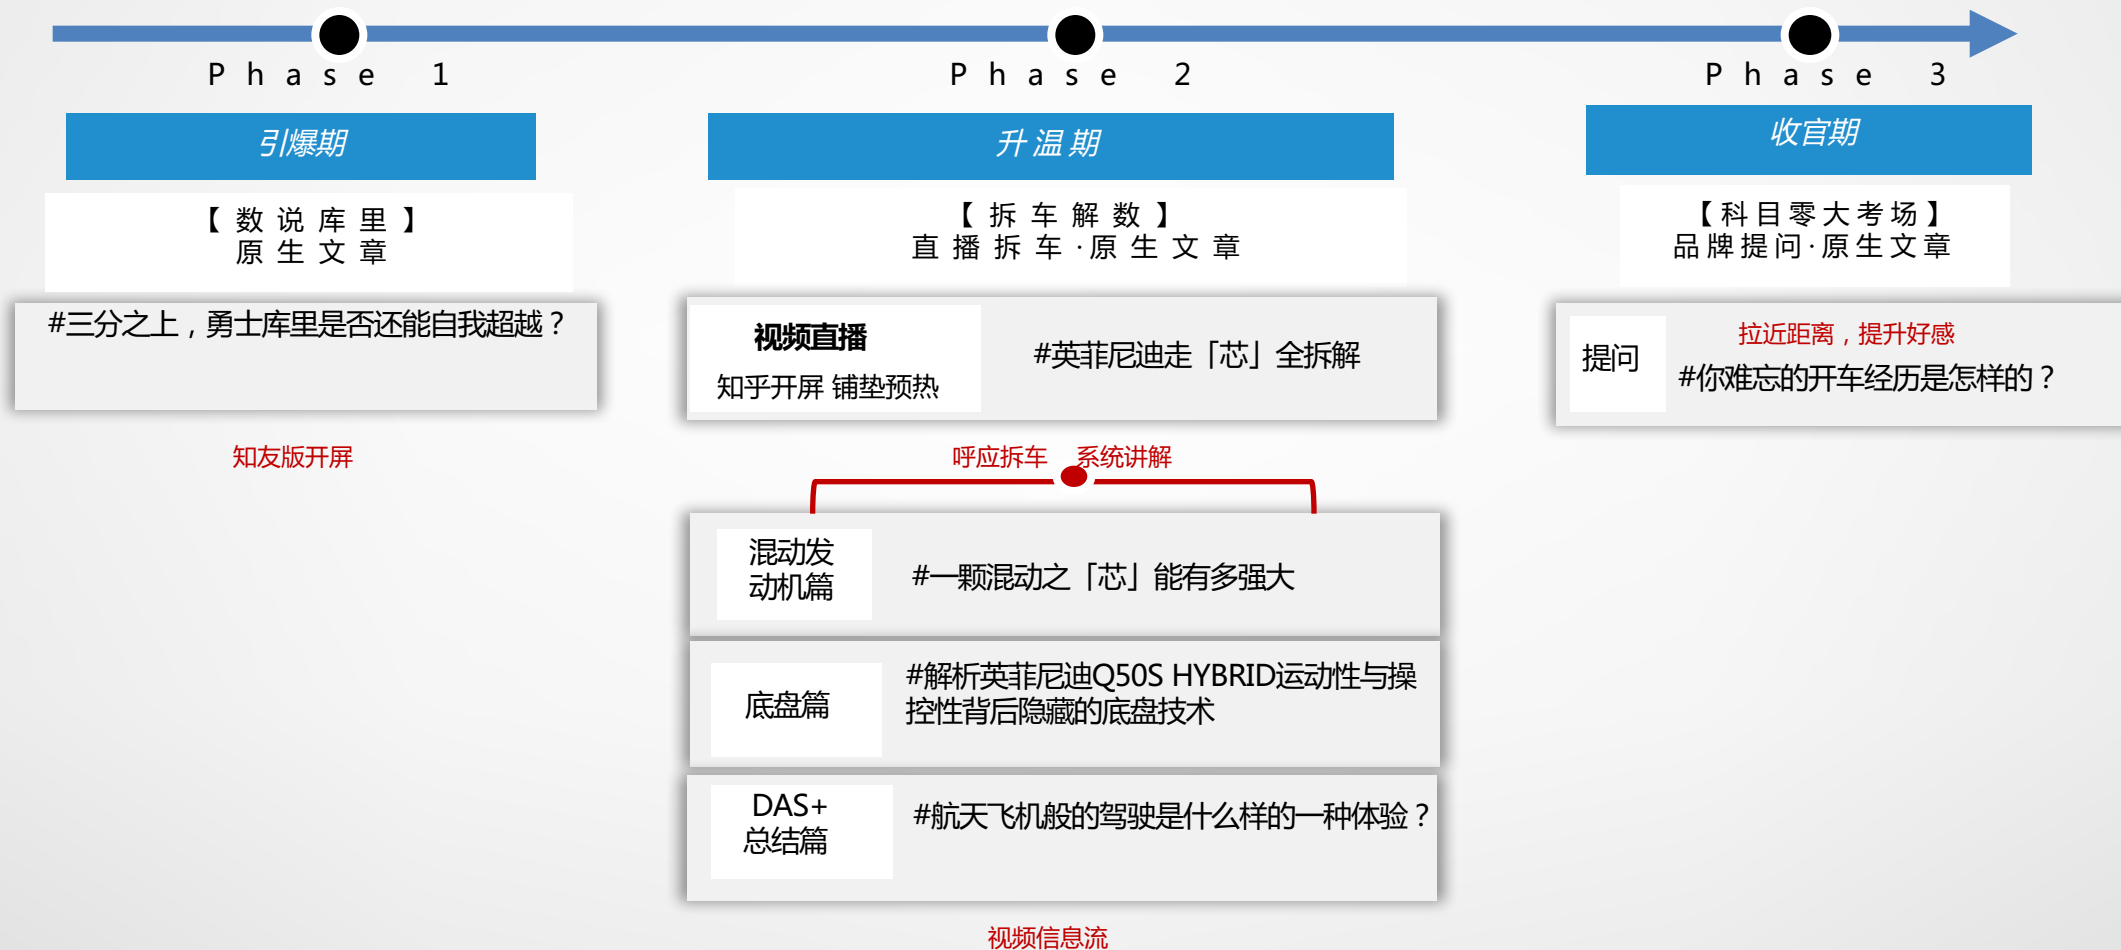 Phase 1
引爆期
【数说库里】
原生文章
#三分之上，勇士库里是否还能自我超越？
知友版开屏
Phase 2
升温期
【拆车解数】
直播拆车·原生文章
视频直播
知乎开屏 铺垫预热
#英菲尼迪走「芯」全拆解
呼应拆车 系统讲解
混动发
动机篇
#一颗混动之「芯」能有多强大
底盘篇
#解析英菲尼迪Q50S HYBRID运动性与操
控性背后隐藏的底盘技术
DAS+
总结篇
#航天飞机般的驾驶是什么样的一种体验？
视频信息流
Phase 3
收官期
【科目零大考场】
品牌提问·原生文章
提问
拉近距离，提升好感
#你难忘的开车经历是怎样的？